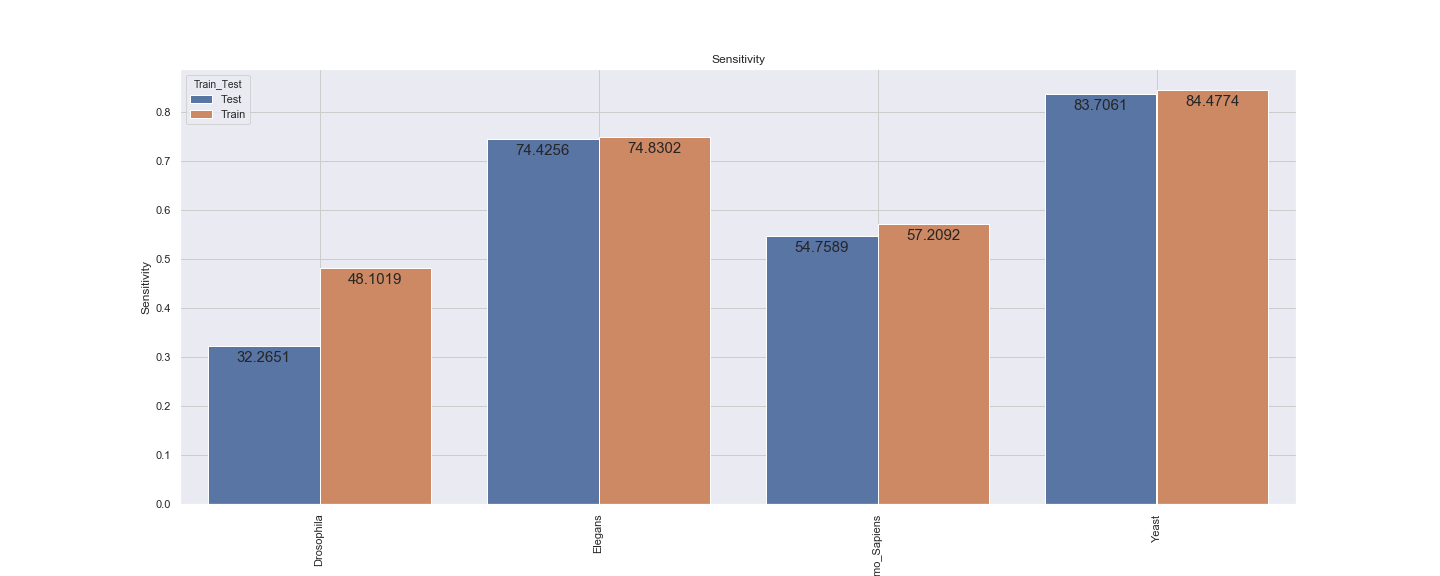 Sensitivity
Train_Test
Test
Train
0.8
0.7
0.6
0.5
0.4
0.3
0.2
0.1
0.0
Sensitivity
32.2651
48.1019
74.4256
74.8302
54.7589
57.2092
83.7061
84.4774
Drosophila
Elegans
mo_Sapiens
Yeast